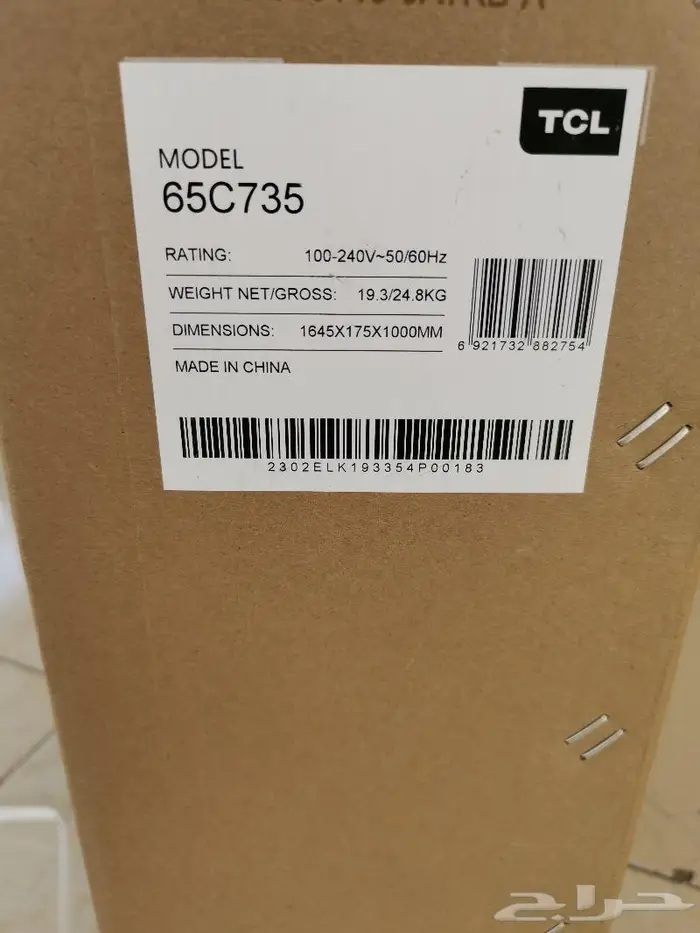 TCL
MODEL
65C735
RATING: 100-240V~50/60Hz
WEIGHT NET/GROSS: 19.3/24.8KG
DIMENSIONS: 1645X175X1000MM
MADE IN CHINA
6 921732 882754
2302ELK193354P00183
حراج